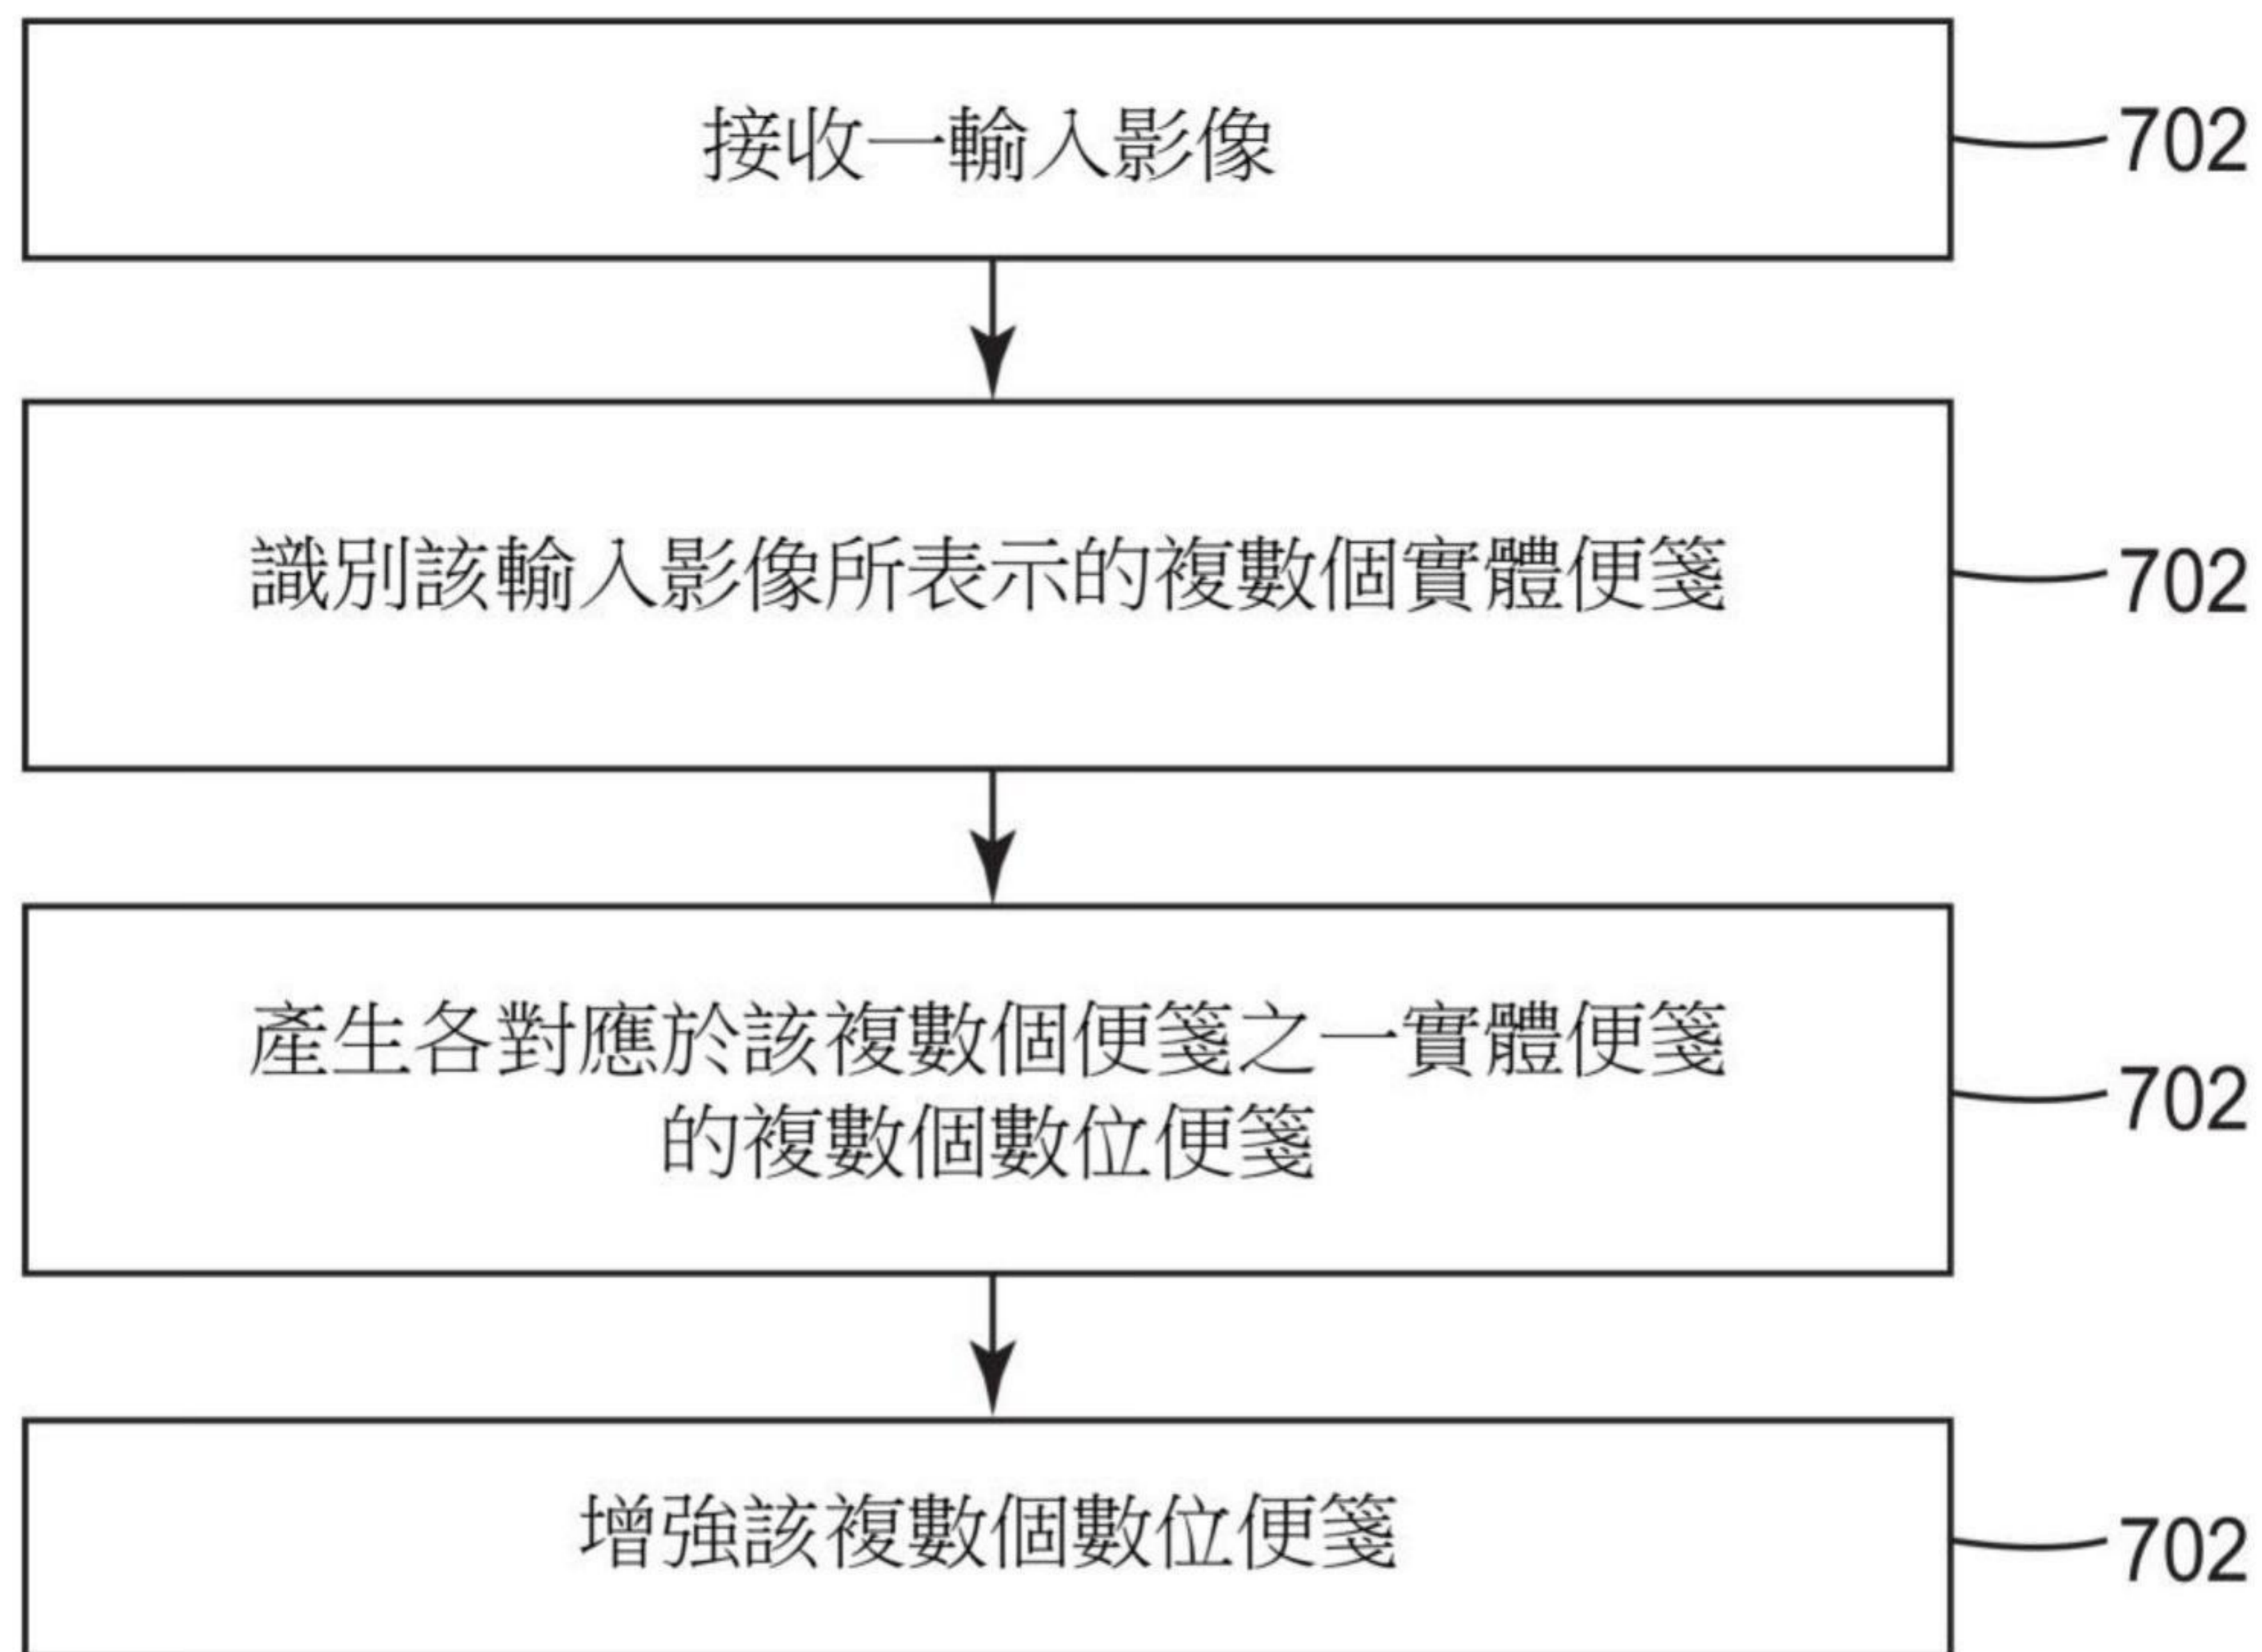 接收一輸入影像
702
識別該輸入影像所表示的複數個實體便箋
702
產生各對應於該複數個便箋之一實體便箋
的複數個數位便箋
702
增強該複數個數位便箋
702